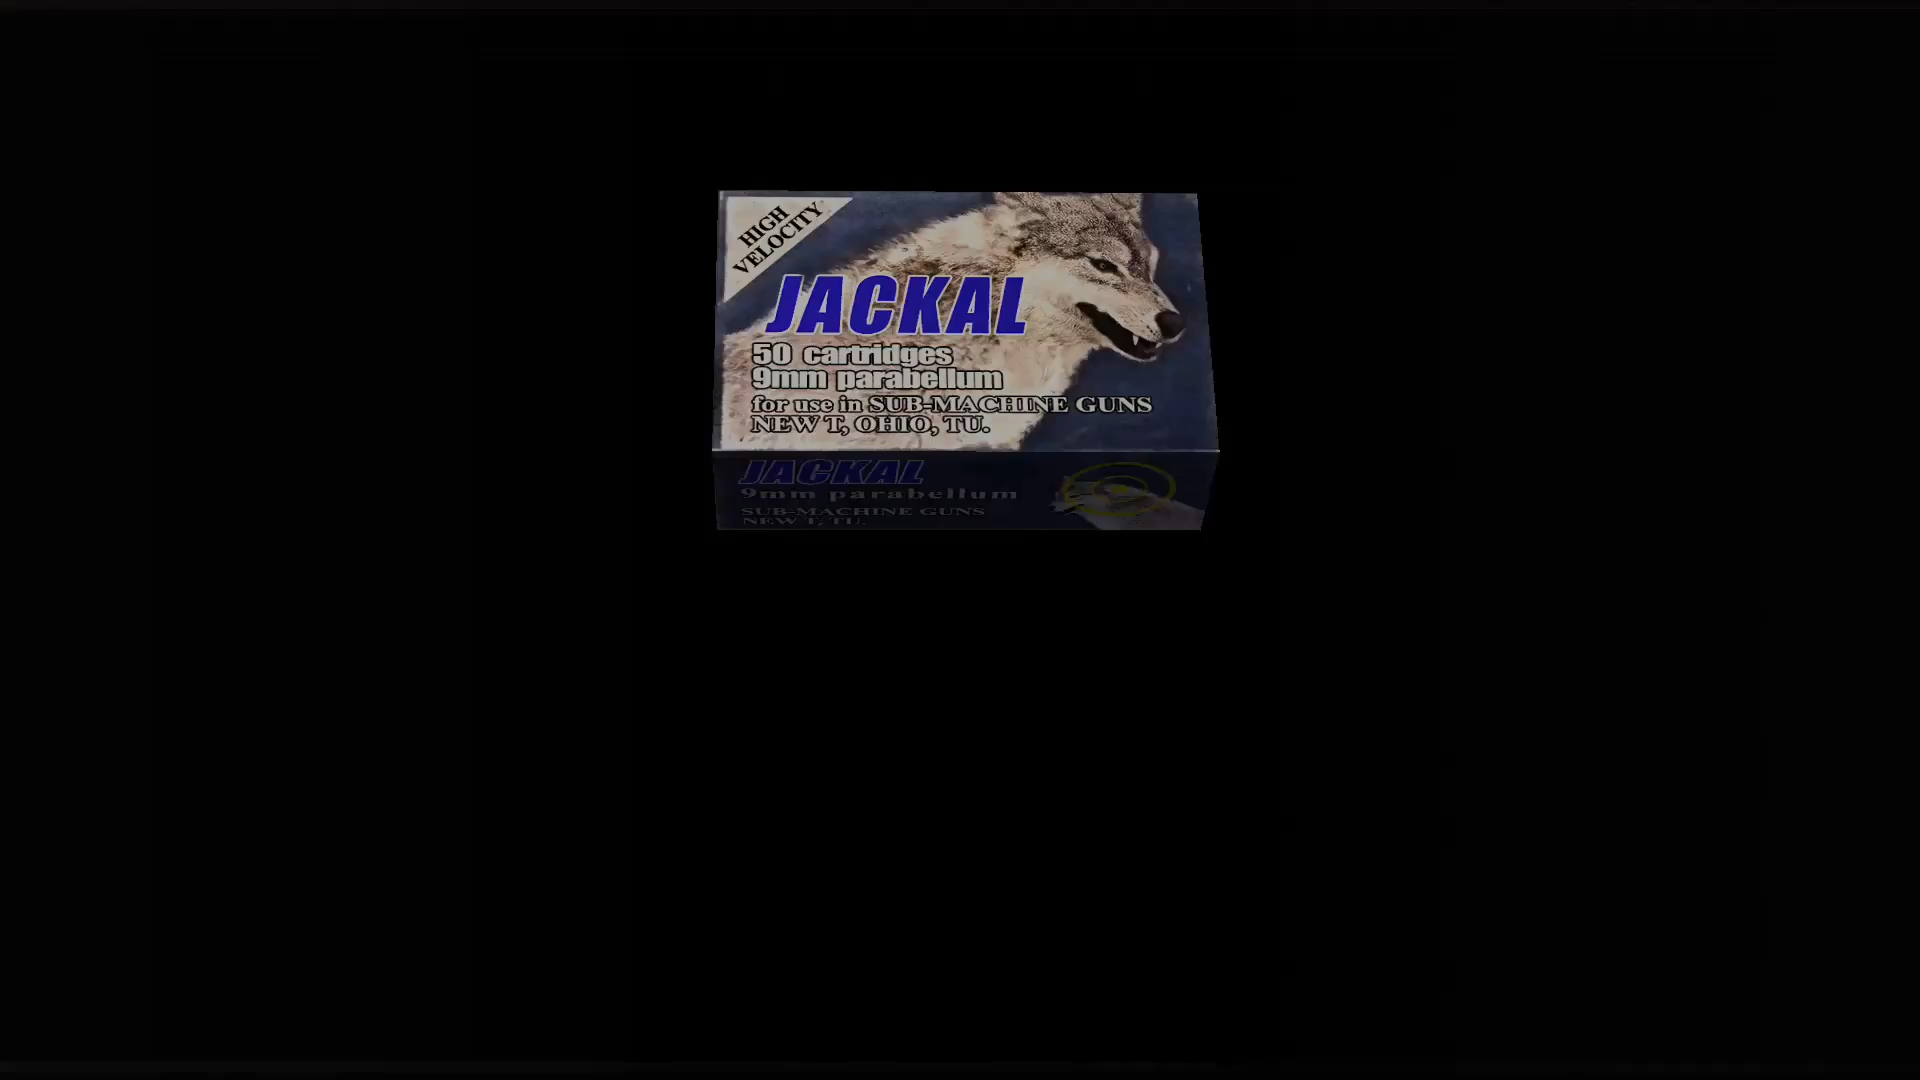 HIGH
VELOCITY
JACKAL
50 cartridges
9mm parabellum
for use in SUB-MACHINE GUNS
NEW T, OHIO, TU.
JACKAL
9mm parabellum
SUB-MACHINE GUNS
NEW T, TU.